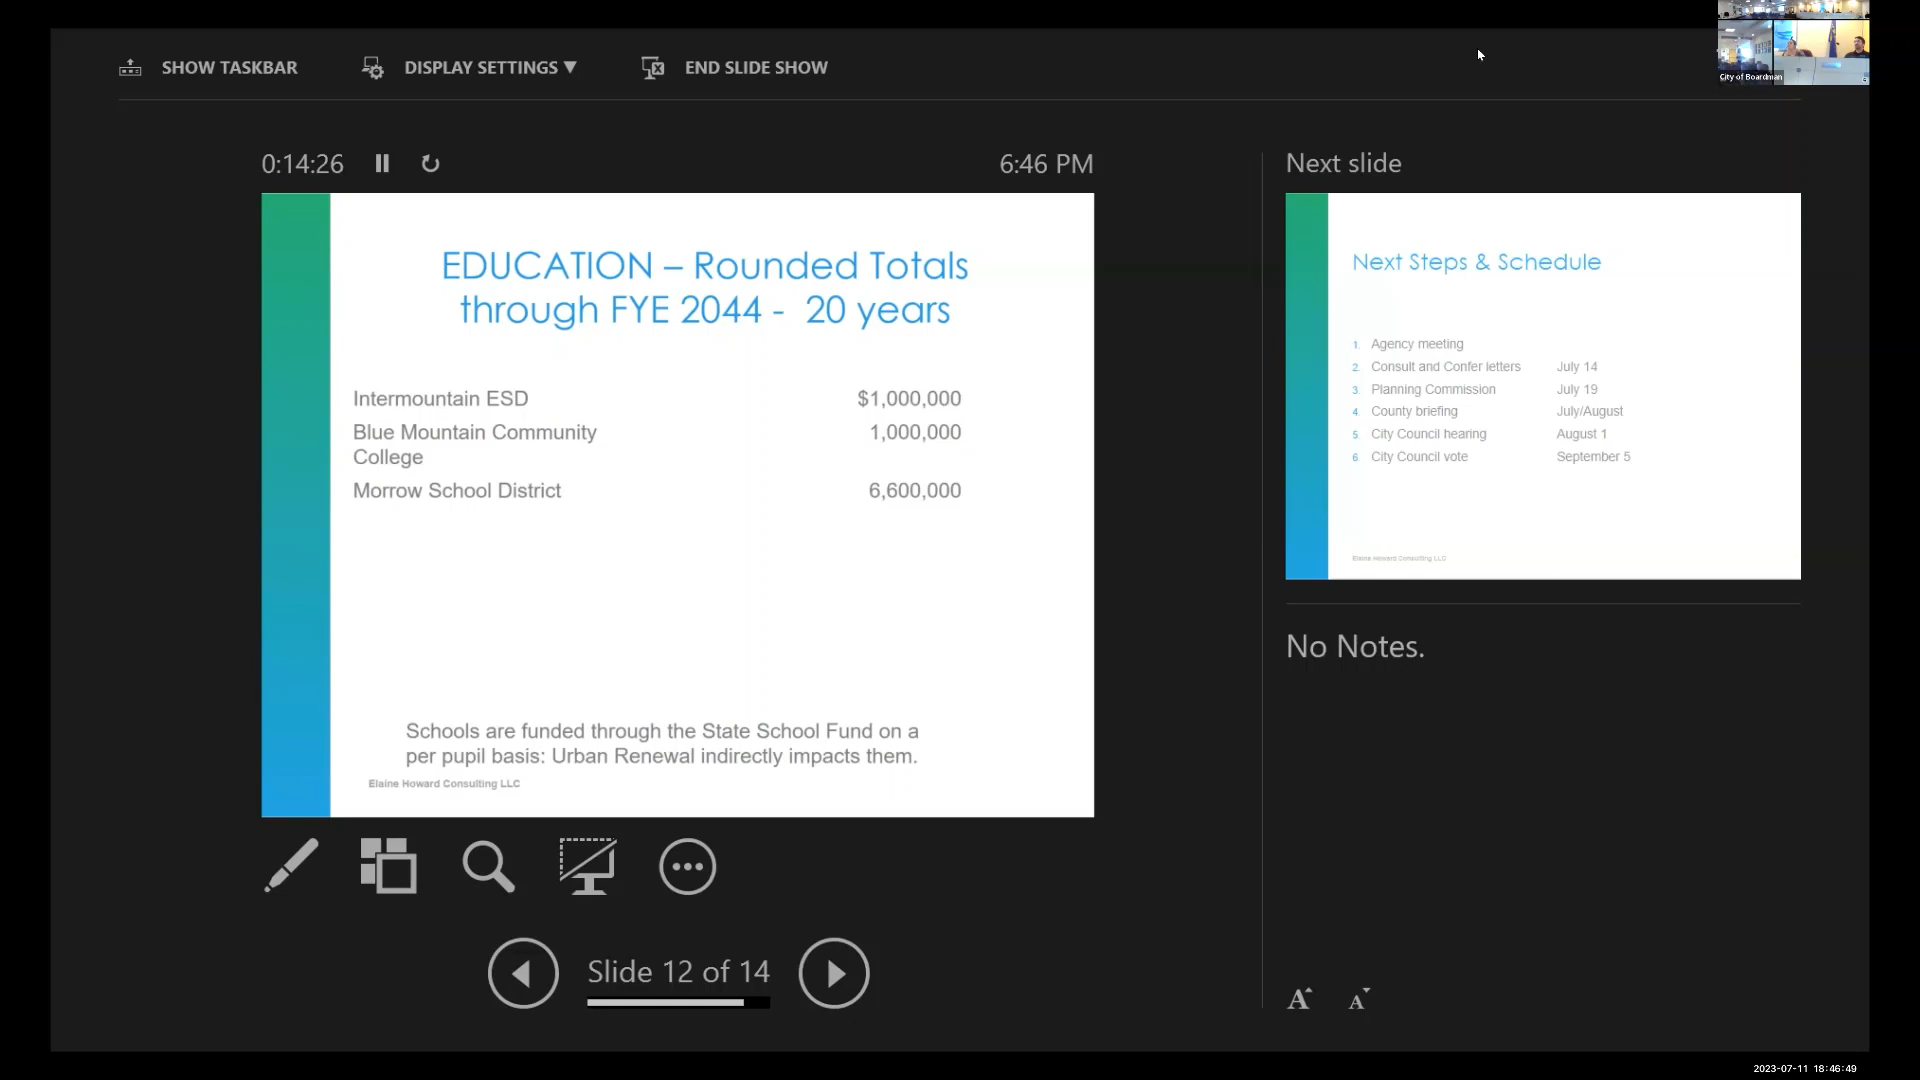 SHOW TASKBAR
DISPLAY SETTINGS ▼
END SLIDE SHOW
City of Boardman
0:14:26
6:46 PM
EDUCATION – Rounded Totals
through FYE 2044 - 20 years
Intermountain ESD $1,000,000
Blue Mountain Community 1,000,000
College
Morrow School District 6,600,000
Schools are funded through the State School Fund on a
per pupil basis: Urban Renewal indirectly impacts them.
Elaine Howard Consulting LLC
Slide 12 of 14
Next slide
Next Steps & Schedule
1. Agency meeting
2. Consult and Confer letters July 14
3. Planning Commission July 19
4. County briefing July/August
5. City Council hearing August 1
6. City Council vote September 5
Elaine Howard Consulting LLC
No Notes.
A A
2023-07-11 18:46:49